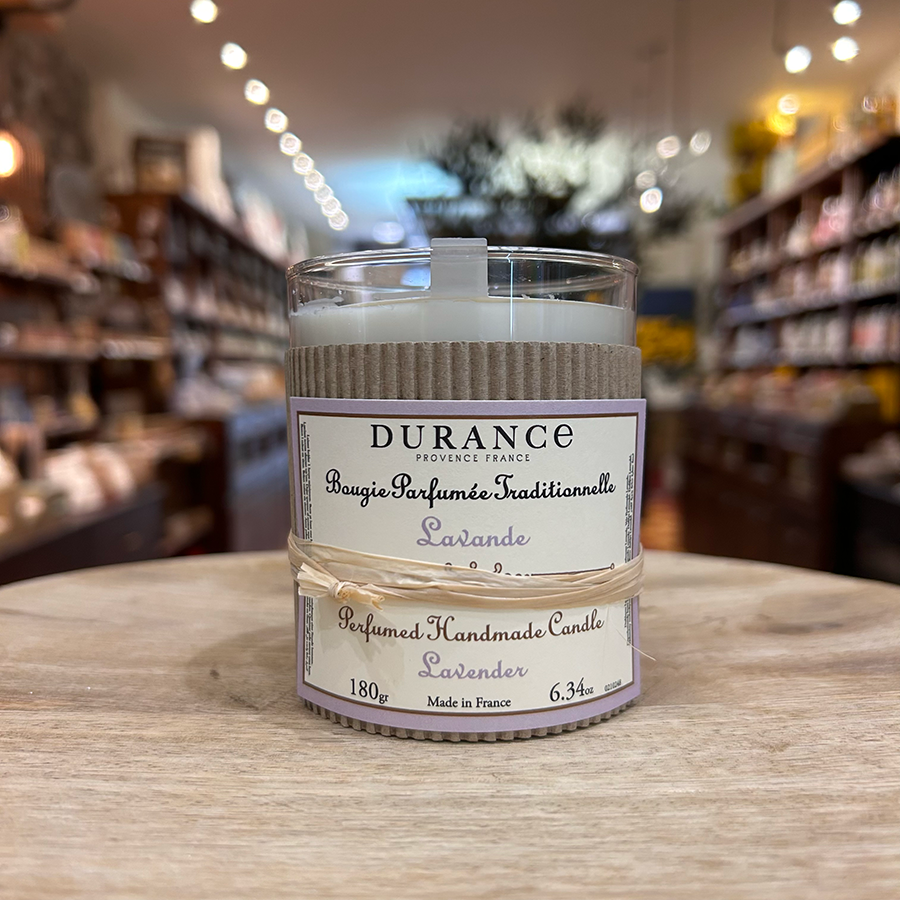 DURANCE
PROVENCE FRANCE
Bougie Parfumée Traditionnelle
Lavande
Perfumed Handmade Candle
Lavender
180gr Made in France 6.34oz